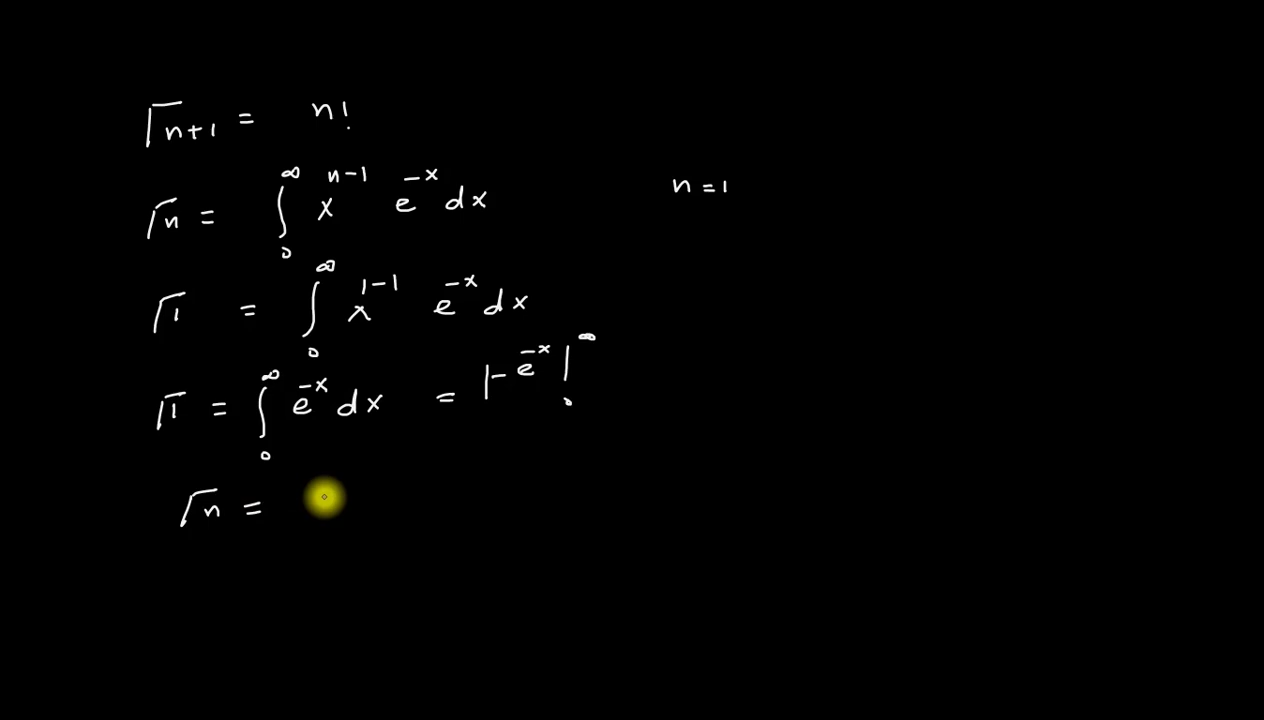 Γn+1 = n!
Γn = ∫₀^∞ x^(n-1) e^(-x) dx
n = 1
Γ1 = ∫₀^∞ x^(1-1) e^(-x) dx
Γ1 = ∫₀^∞ e^(-x) dx = |-e^(-x)|₀^∞
Γn =